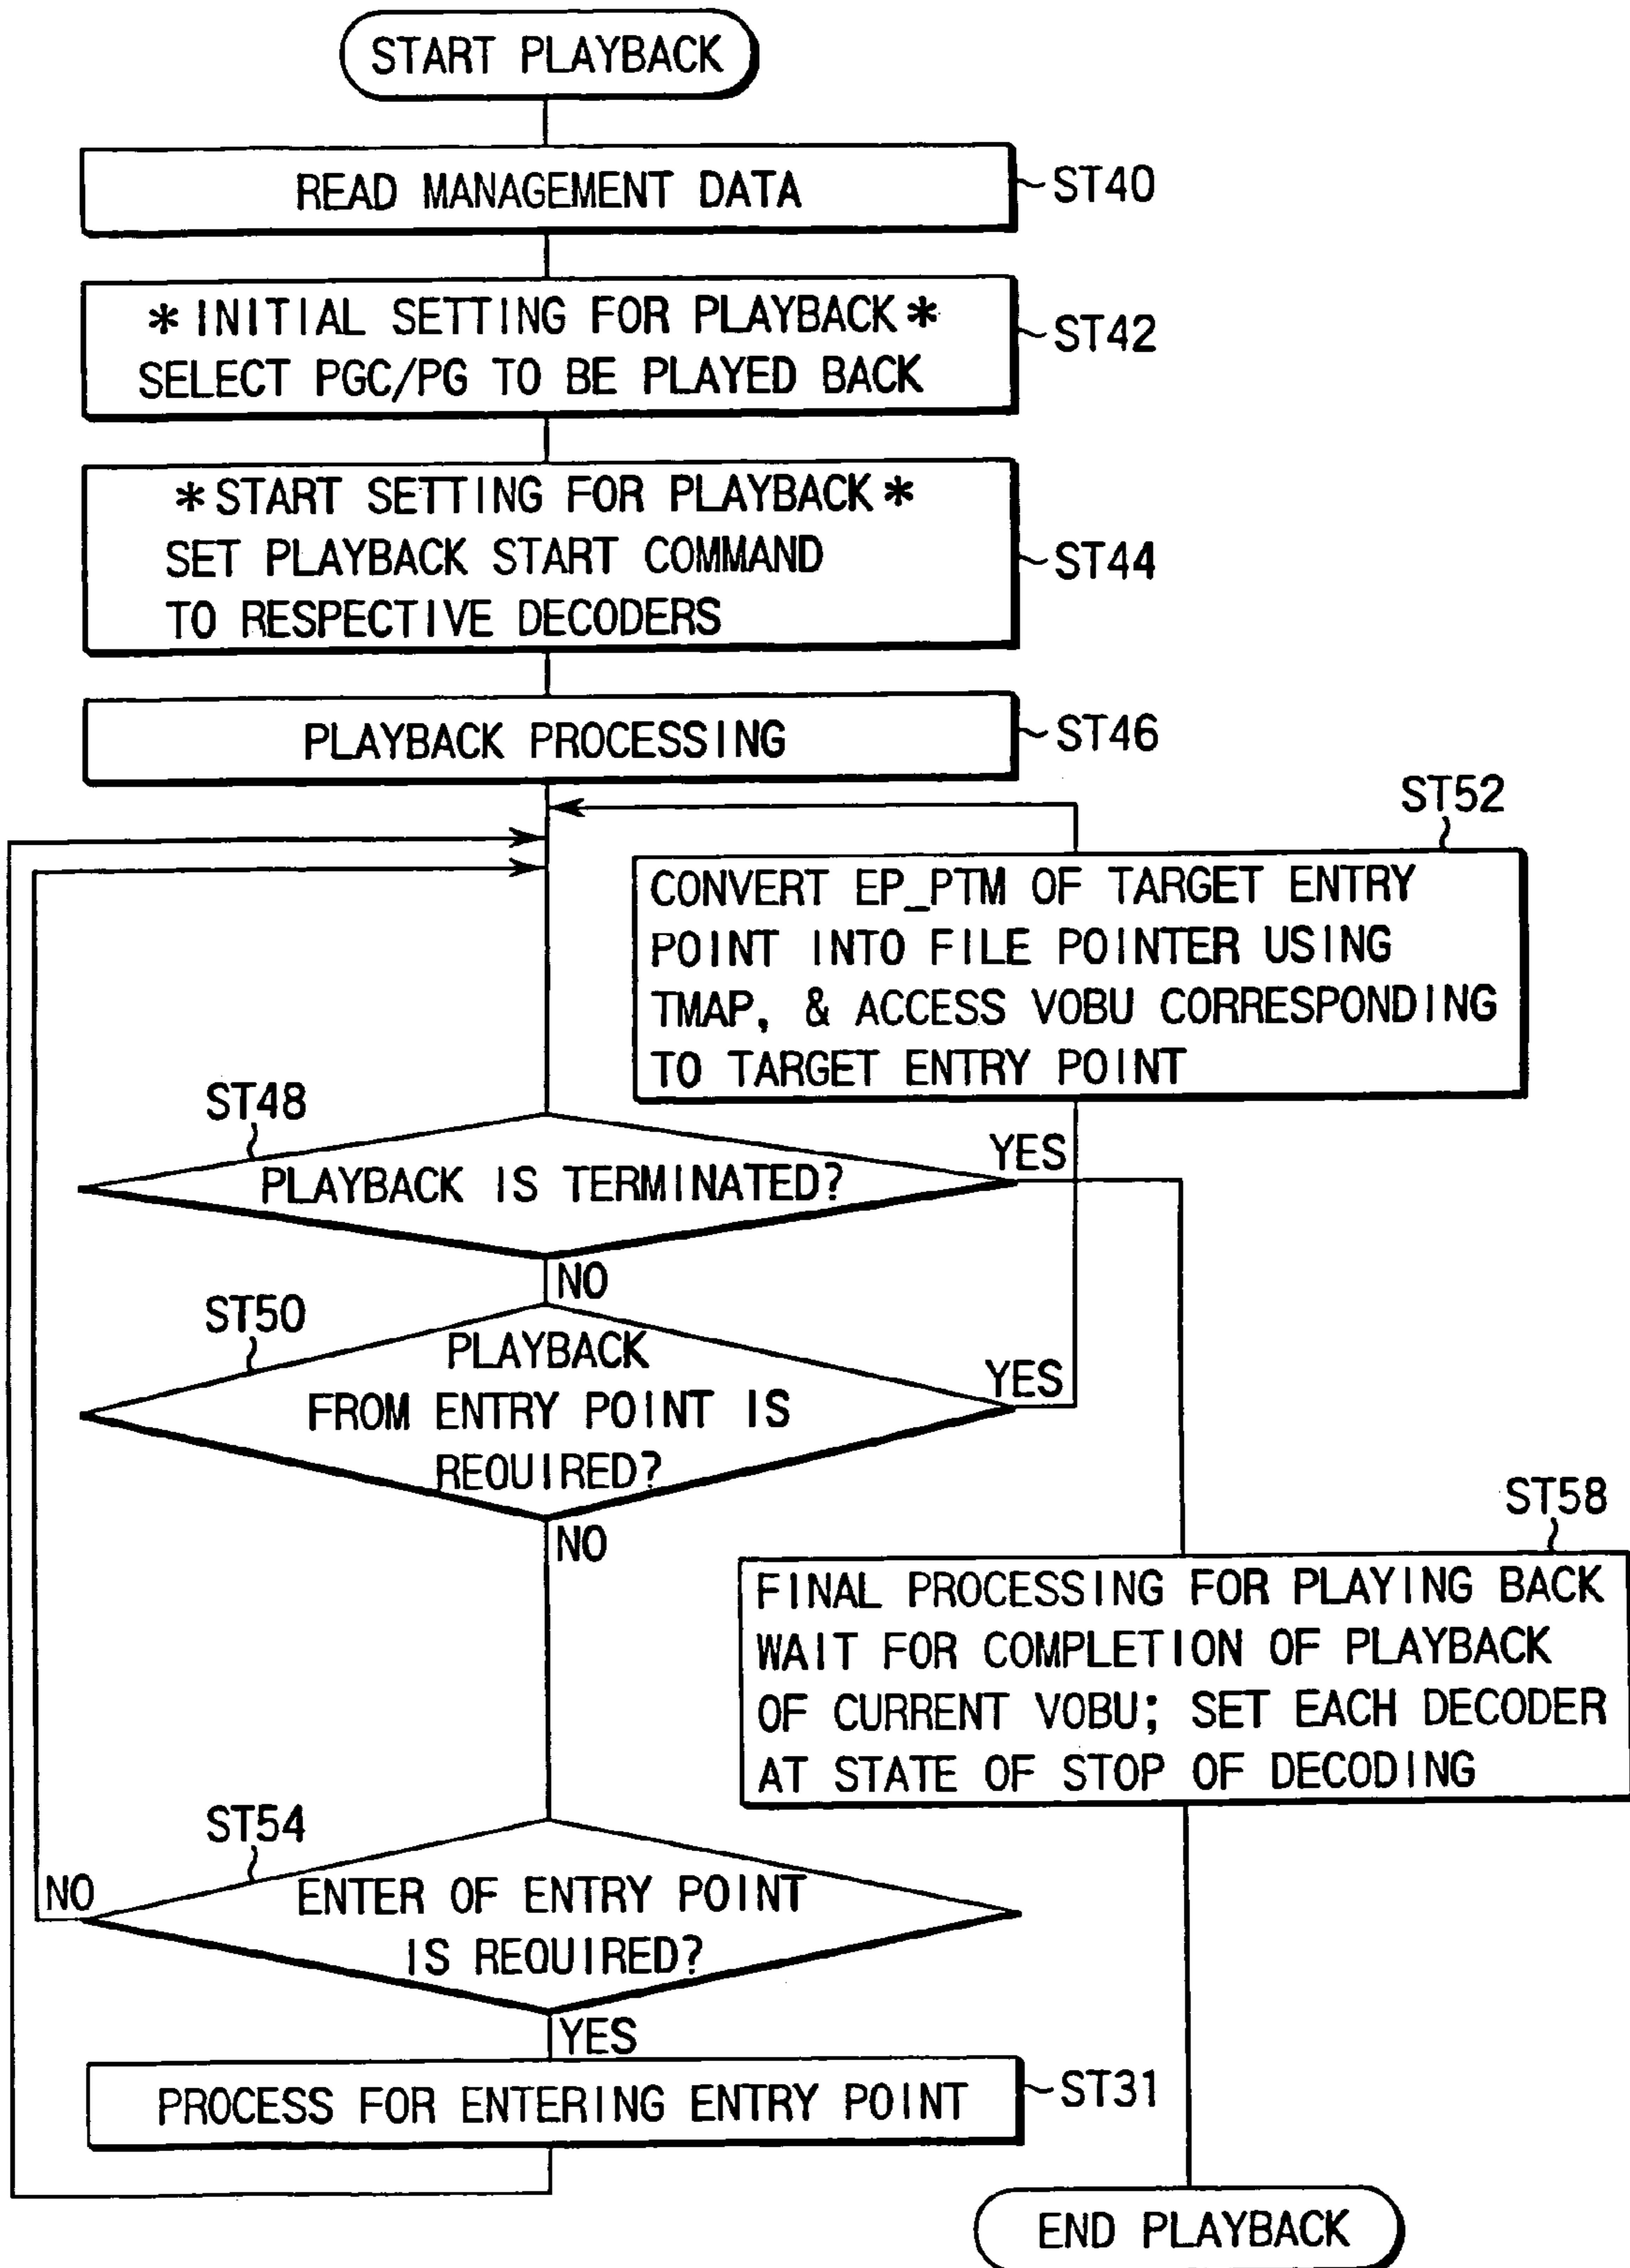 START PLAYBACK
READ MANAGEMENT DATA
ST40
* INITIAL SETTING FOR PLAYBACK *
SELECT PGC/PG TO BE PLAYED BACK
ST42
* START SETTING FOR PLAYBACK *
SET PLAYBACK START COMMAND
TO RESPECTIVE DECODERS
ST44
PLAYBACK PROCESSING
ST46
ST52
CONVERT EP_PTM OF TARGET ENTRY
POINT INTO FILE POINTER USING
TMAP, & ACCESS VOBU CORRESPONDING
TO TARGET ENTRY POINT
ST48
PLAYBACK IS TERMINATED?
YES
NO
ST50
PLAYBACK
FROM ENTRY POINT IS
REQUIRED?
YES
NO
ST58
FINAL PROCESSING FOR PLAYING BACK
WAIT FOR COMPLETION OF PLAYBACK
OF CURRENT VOBU; SET EACH DECODER
AT STATE OF STOP OF DECODING
ST54
NO
ENTER OF ENTRY POINT
IS REQUIRED?
YES
PROCESS FOR ENTERING ENTRY POINT
ST31
END PLAYBACK